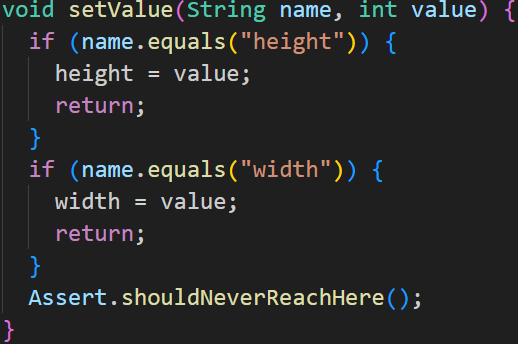 void setValue(String name, int value) {
  if (name.equals("height")) {
    height = value;
    return;
  }
  if (name.equals("width")) {
    width = value;
    return;
  }
  Assert.shouldNeverReachHere();
}